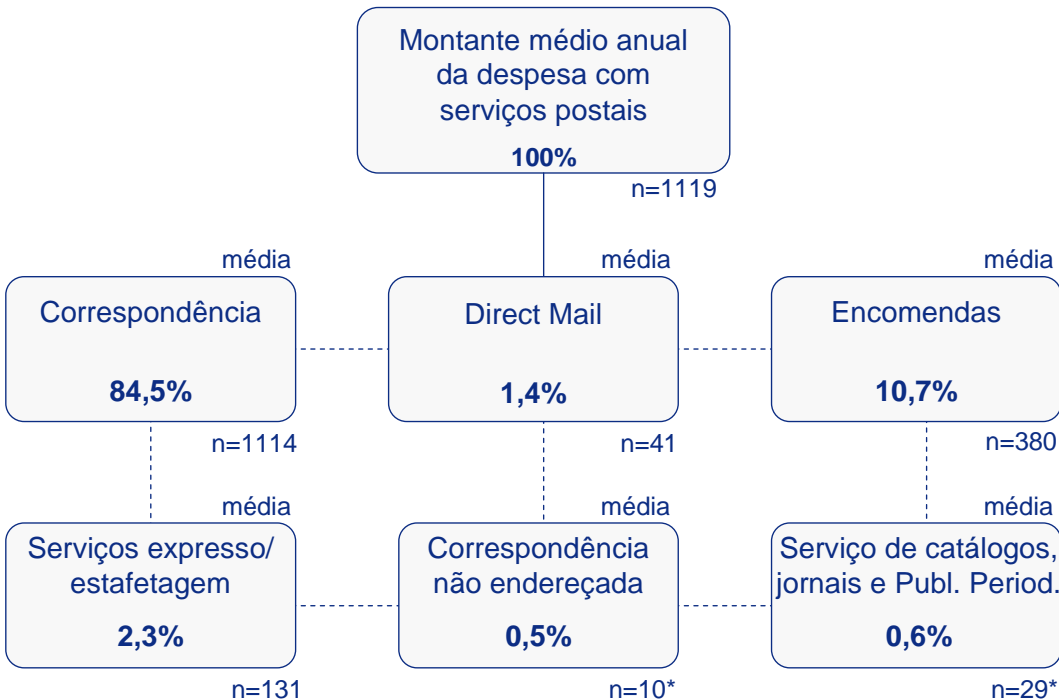 Montante médio anual
da despesa com
serviços postais
100%
n=1119
média
Correspondência
84,5%
n=1114
média
Direct Mail
1,4%
n=41
média
Encomendas
10,7%
n=380
média
Serviços expresso/
estafetagem
2,3%
n=131
média
Correspondência
não endereçada
0,5%
n=10*
média
Serviço de catálogos,
jornais e Publ. Period.
0,6%
n=29*